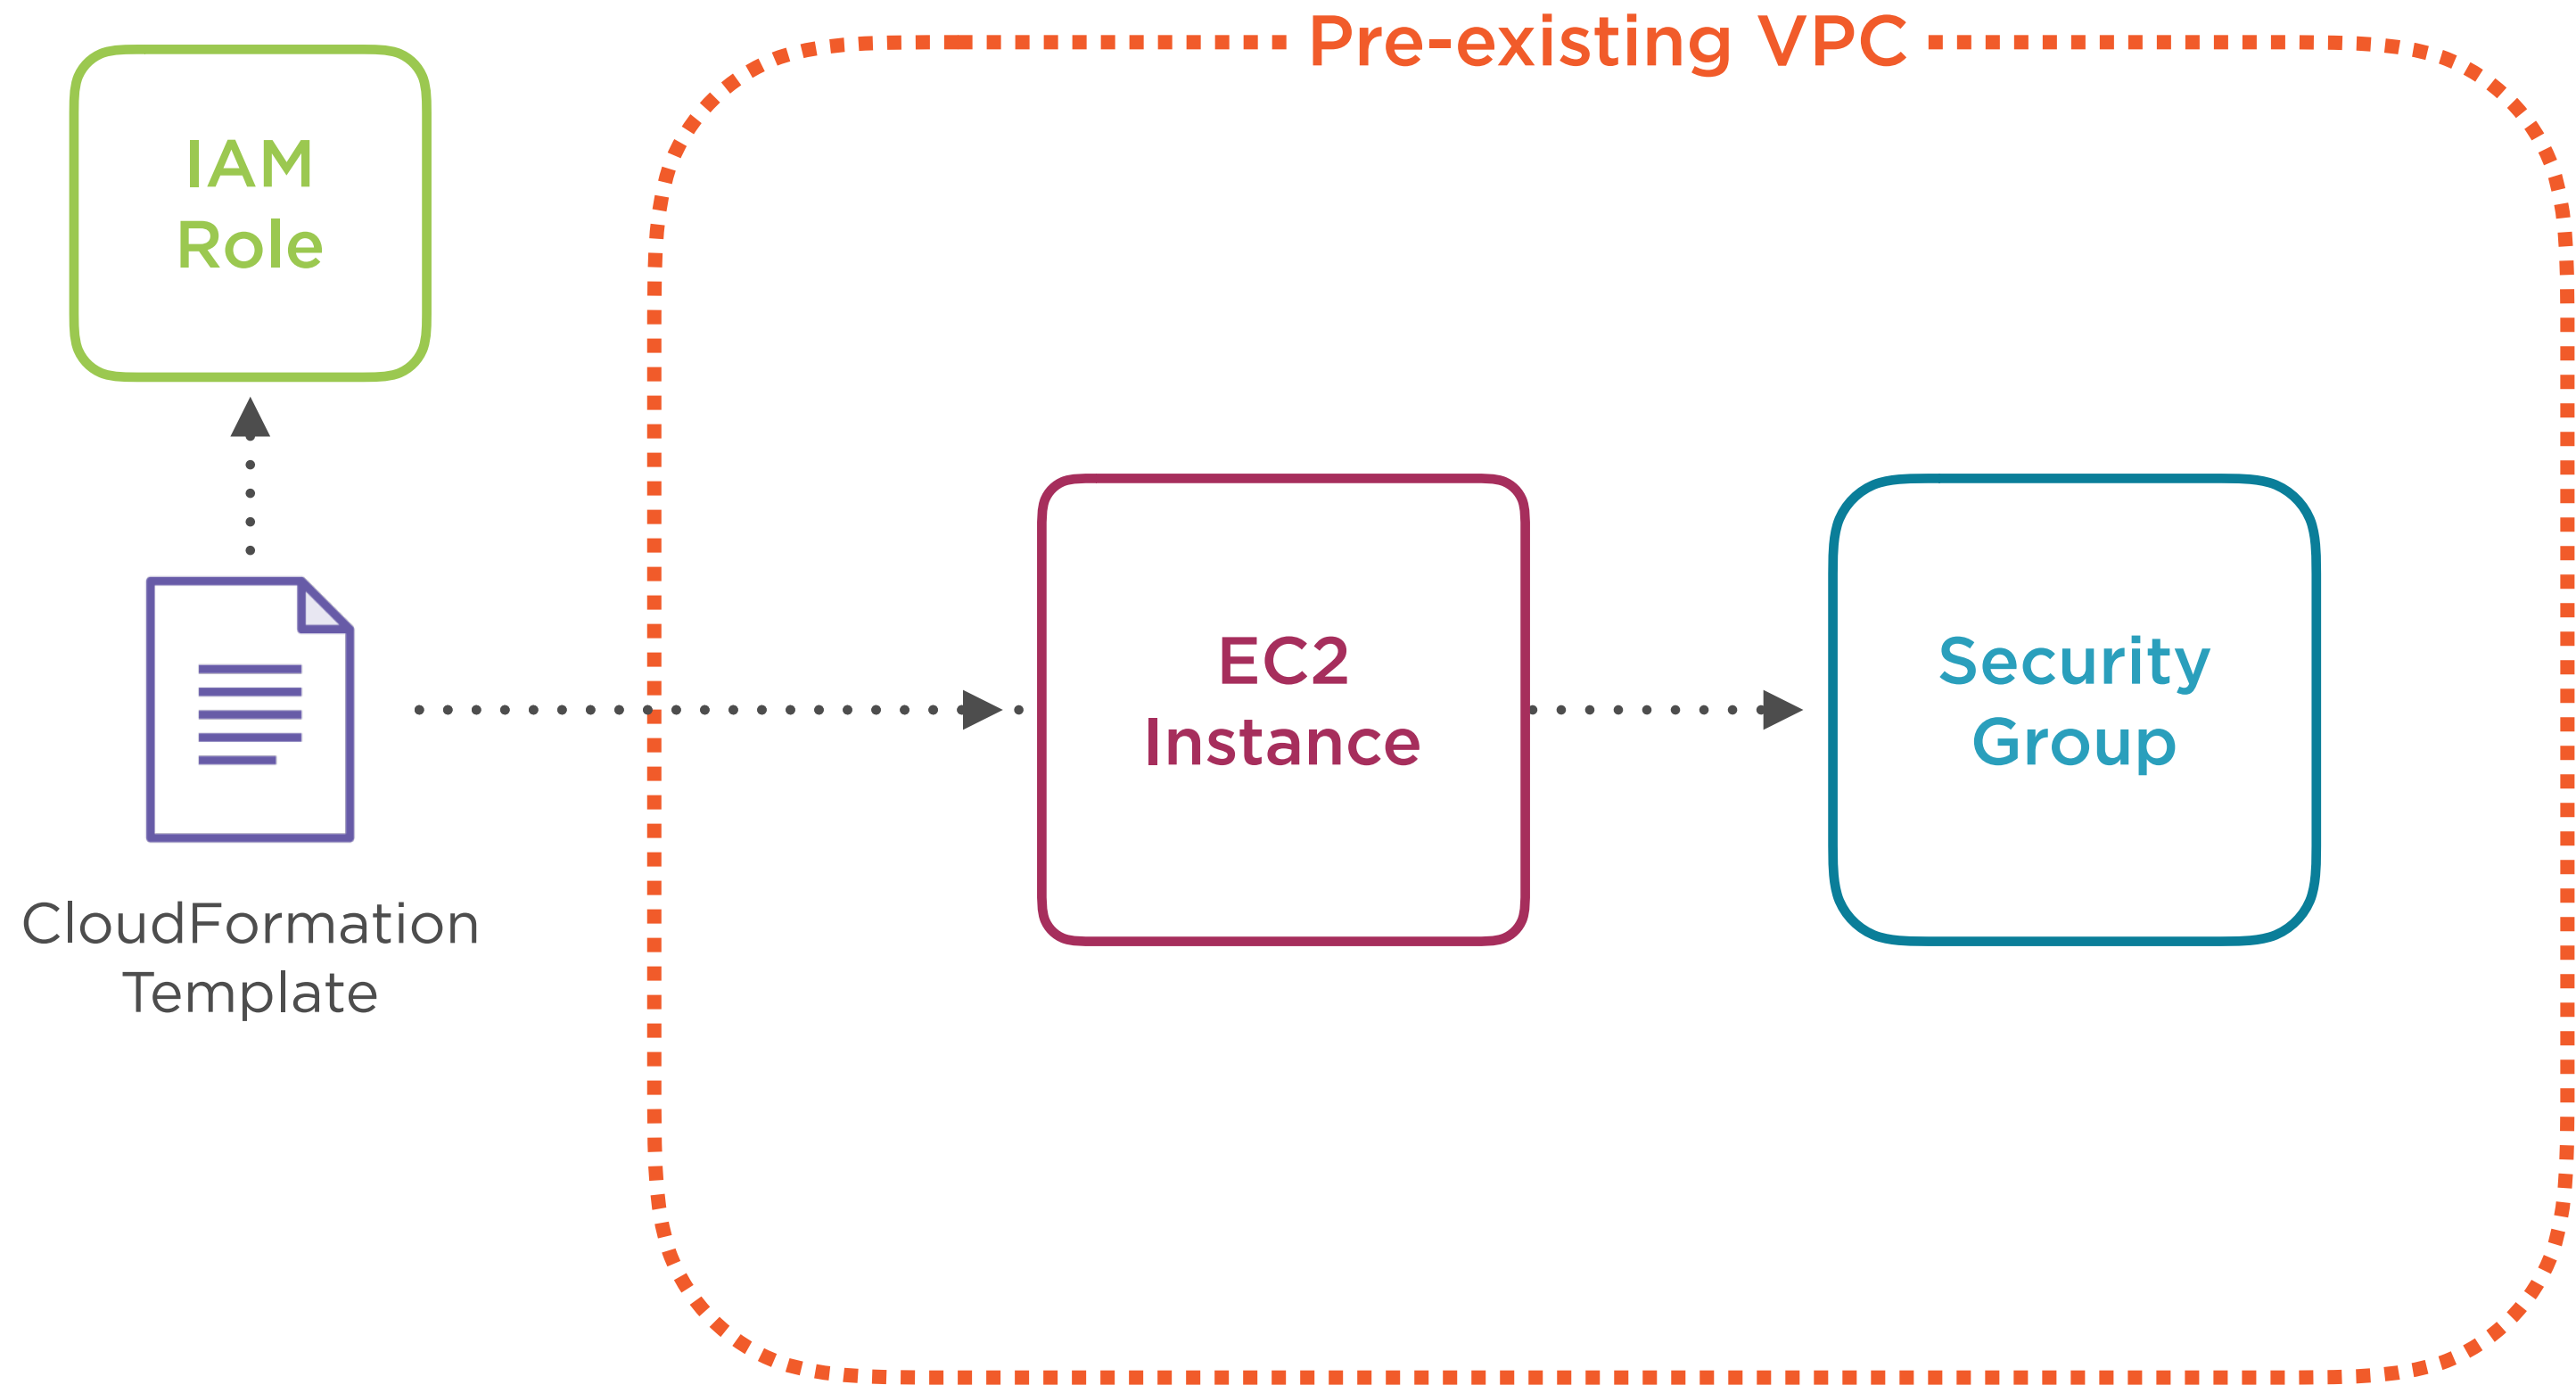 Pre-existing VPC
IAM
Role
EC2
Instance
Security
Group
CloudFormation
Template